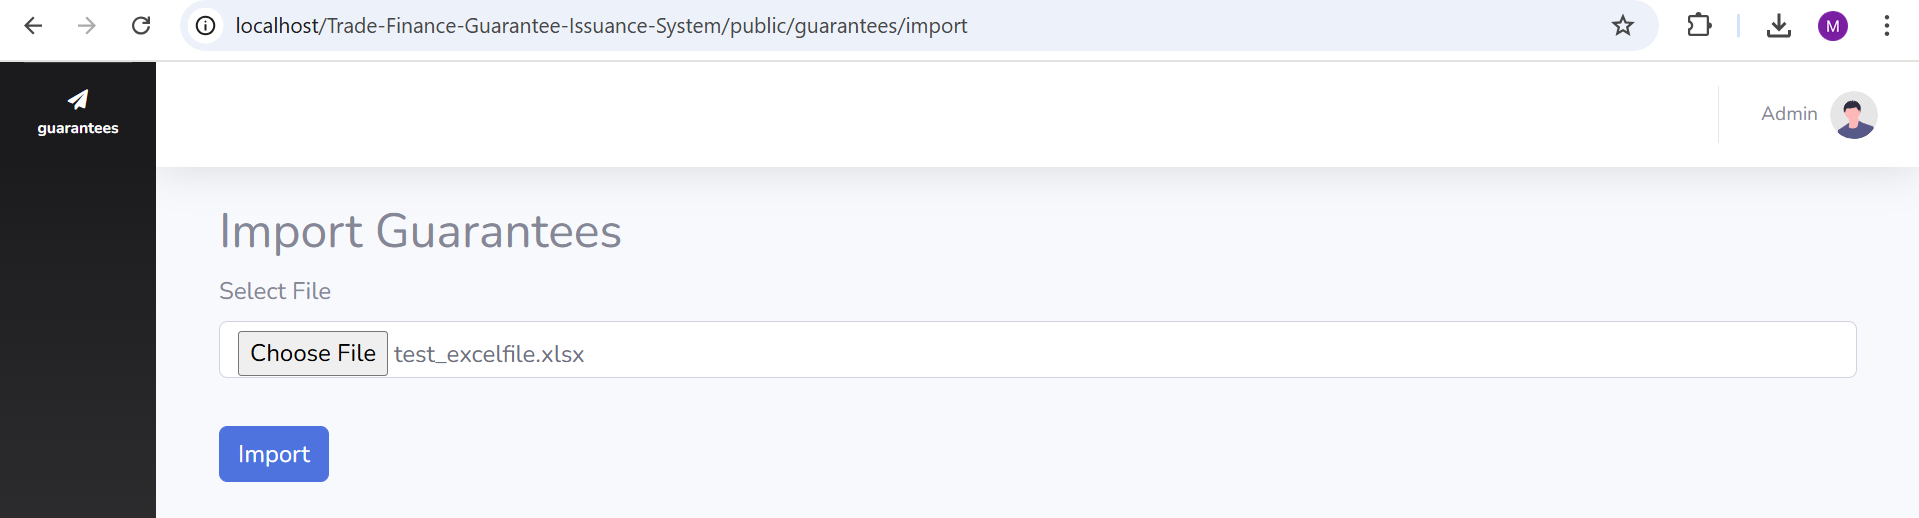 localhost/Trade-Finance-Guarantee-Issuance-System/public/guarantees/import
M
guarantees
Admin
Import Guarantees
Select File
Choose File test_excelfile.xlsx
Import